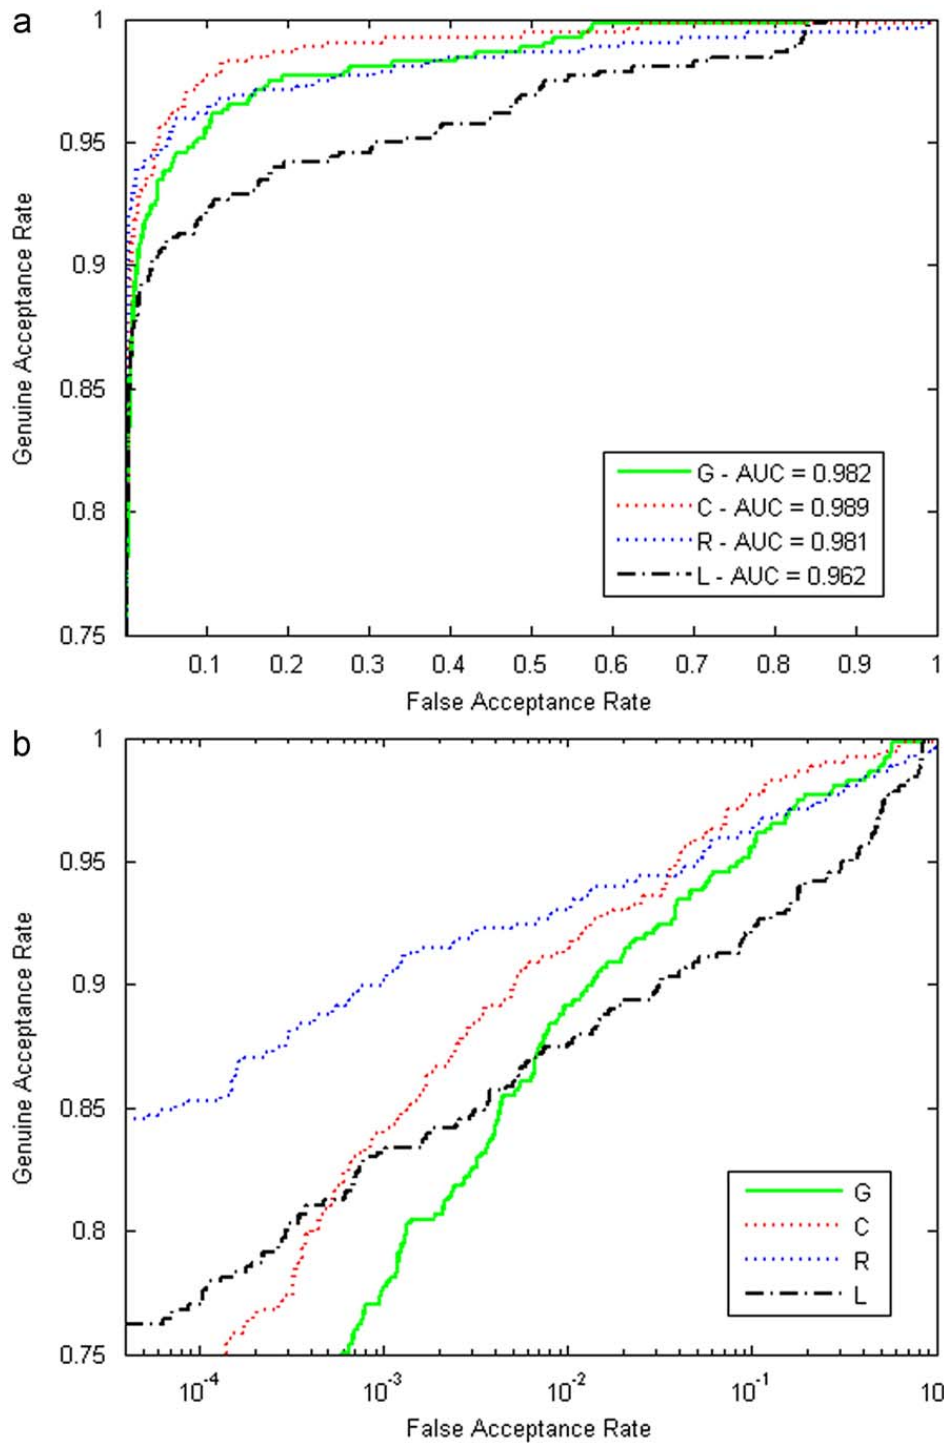 a
1
0.95
0.9
0.85
0.8
0.75
Genuine Acceptance Rate
G - AUC = 0.982
C - AUC = 0.989
R - AUC = 0.981
L - AUC = 0.962
0.1 0.2 0.3 0.4 0.5 0.6 0.7 0.8 0.9 1
False Acceptance Rate
b
1
0.95
0.9
0.85
0.8
0.75
Genuine Acceptance Rate
G
C
R
L
10-4 10-3 10-2 10-1 10
False Acceptance Rate